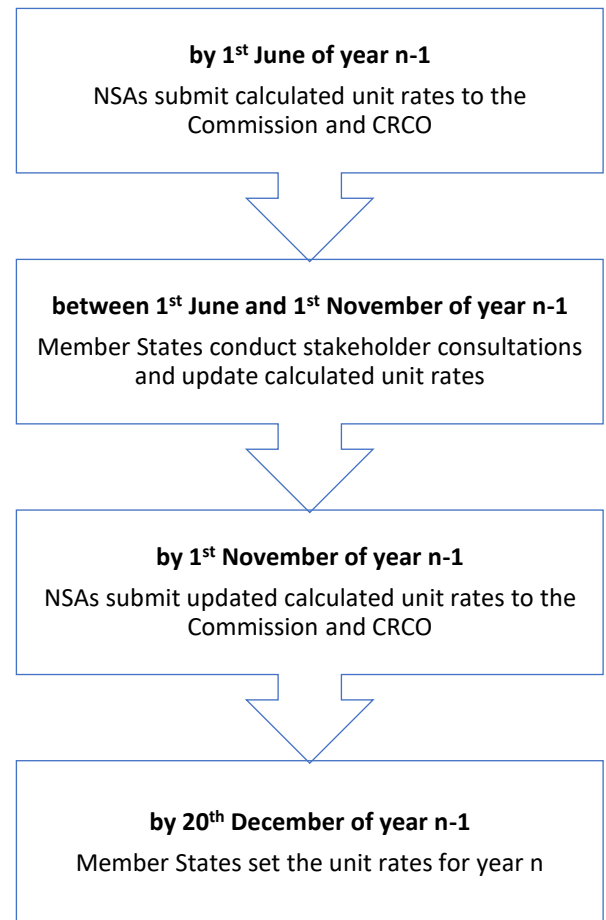 by 1st June of year n-1
NSAs submit calculated unit rates to the
Commission and CRCO
between 1st June and 1st November of year n-1
Member States conduct stakeholder consultations
and update calculated unit rates
by 1st November of year n-1
NSAs submit updated calculated unit rates to the
Commission and CRCO
by 20th December of year n-1
Member States set the unit rates for year n